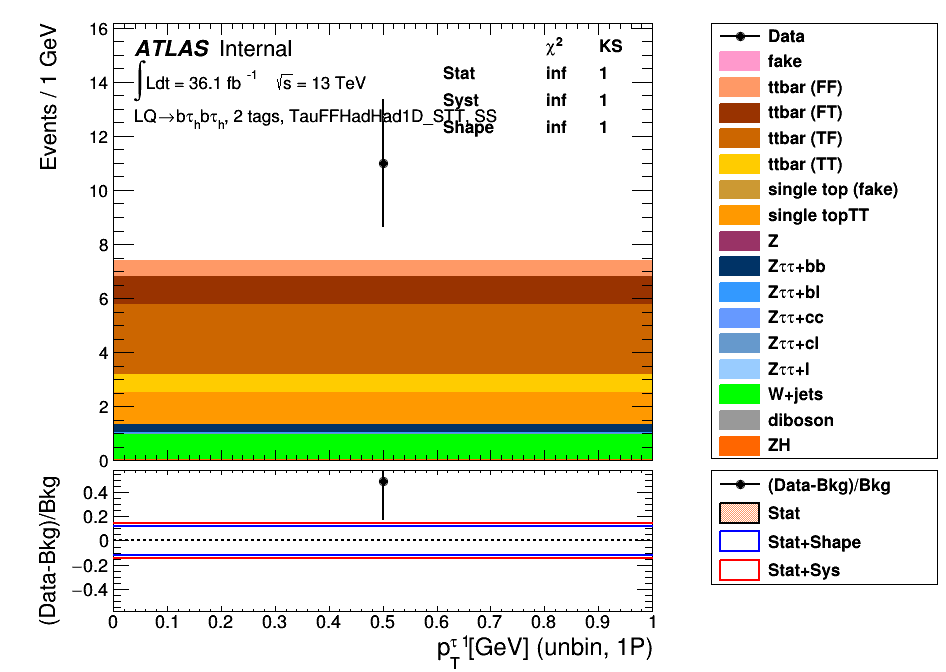 Events / 1 GeV
16
14
12
10
8
6
4
2
0
ATLAS Internal
∫Ldt = 36.1 fb⁻¹ √s = 13 TeV
LQ→bτₕbτₕ, 2 tags, TauFFHadHad1D_STT, SS
χ² KS
Stat inf 1
Syst inf 1
Shape inf 1
Data
fake
ttbar (FF)
ttbar (FT)
ttbar (TF)
ttbar (TT)
single top (fake)
single topTT
Z
Zττ+bb
Zττ+bl
Zττ+cc
Zττ+cl
Zττ+l
W+jets
diboson
ZH
(Data-Bkg)/Bkg
0.4
0.2
0
−0.2
−0.4
(Data-Bkg)/Bkg
Stat
Stat+Shape
Stat+Sys
0 0.1 0.2 0.3 0.4 0.5 0.6 0.7 0.8 0.9 1
p_T^τ 1[GeV] (unbin, 1P)